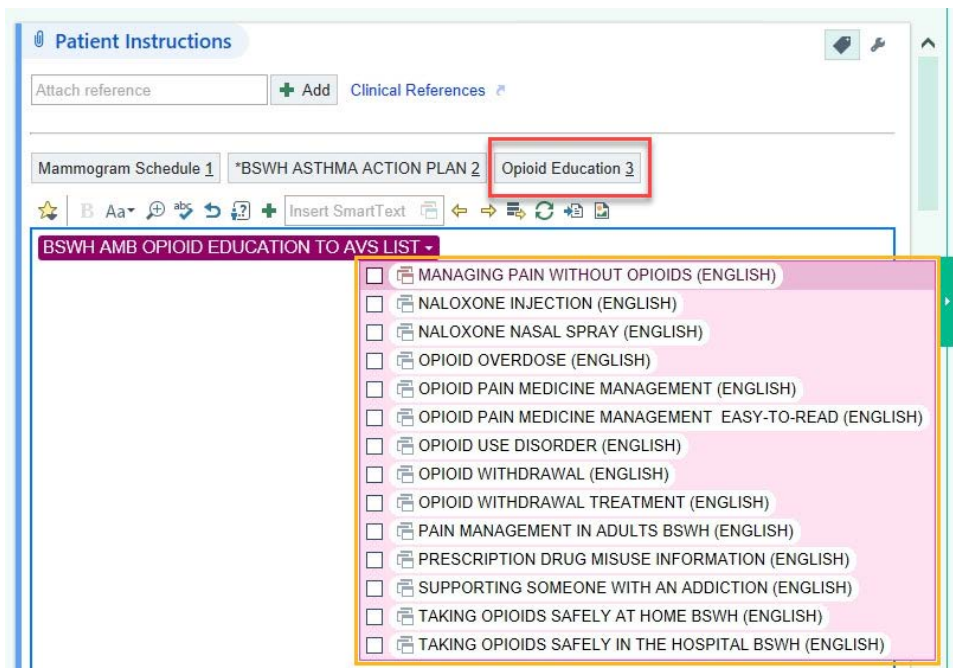 Patient Instructions
Attach reference
Add Clinical References
Mammogram Schedule 1 *BSWH ASTHMA ACTION PLAN 2 Opioid Education 3
B Aa abc Insert SmartText
BSWH AMB OPIOID EDUCATION TO AVS LIST
MANAGING PAIN WITHOUT OPIOIDS (ENGLISH)
NALOXONE INJECTION (ENGLISH)
NALOXONE NASAL SPRAY (ENGLISH)
OPIOID OVERDOSE (ENGLISH)
OPIOID PAIN MEDICINE MANAGEMENT (ENGLISH)
OPIOID PAIN MEDICINE MANAGEMENT EASY-TO-READ (ENGLISH)
OPIOID USE DISORDER (ENGLISH)
OPIOID WITHDRAWAL (ENGLISH)
OPIOID WITHDRAWAL TREATMENT (ENGLISH)
PAIN MANAGEMENT IN ADULTS BSWH (ENGLISH)
PRESCRIPTION DRUG MISUSE INFORMATION (ENGLISH)
SUPPORTING SOMEONE WITH AN ADDICTION (ENGLISH)
TAKING OPIOIDS SAFELY AT HOME BSWH (ENGLISH)
TAKING OPIOIDS SAFELY IN THE HOSPITAL BSWH (ENGLISH)